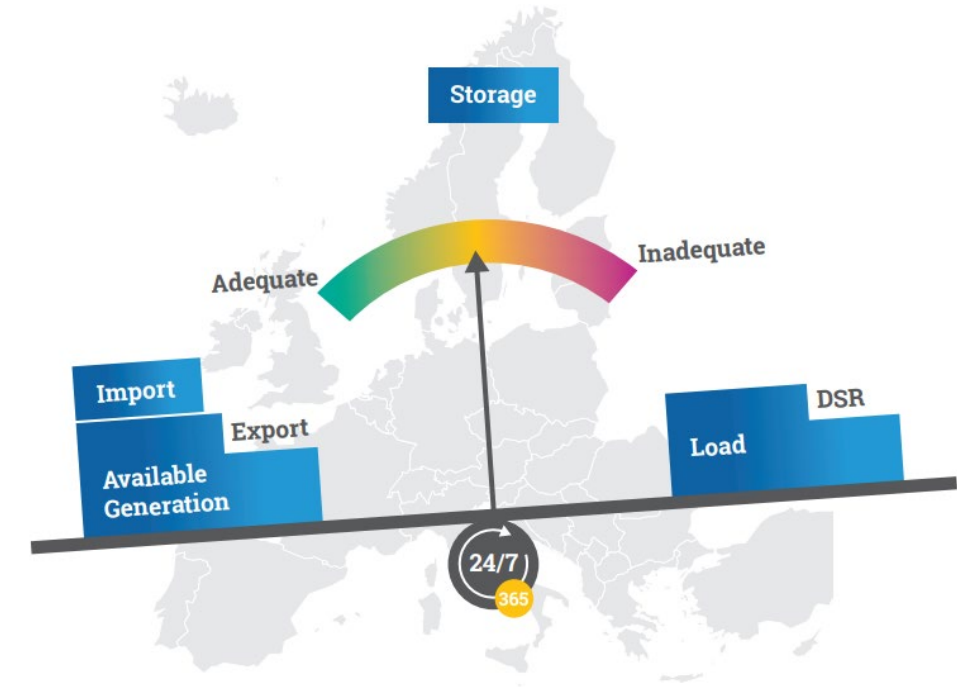 Storage
Adequate
Inadequate
Import
Export
Available
Generation
DSR
Load
24/7
365